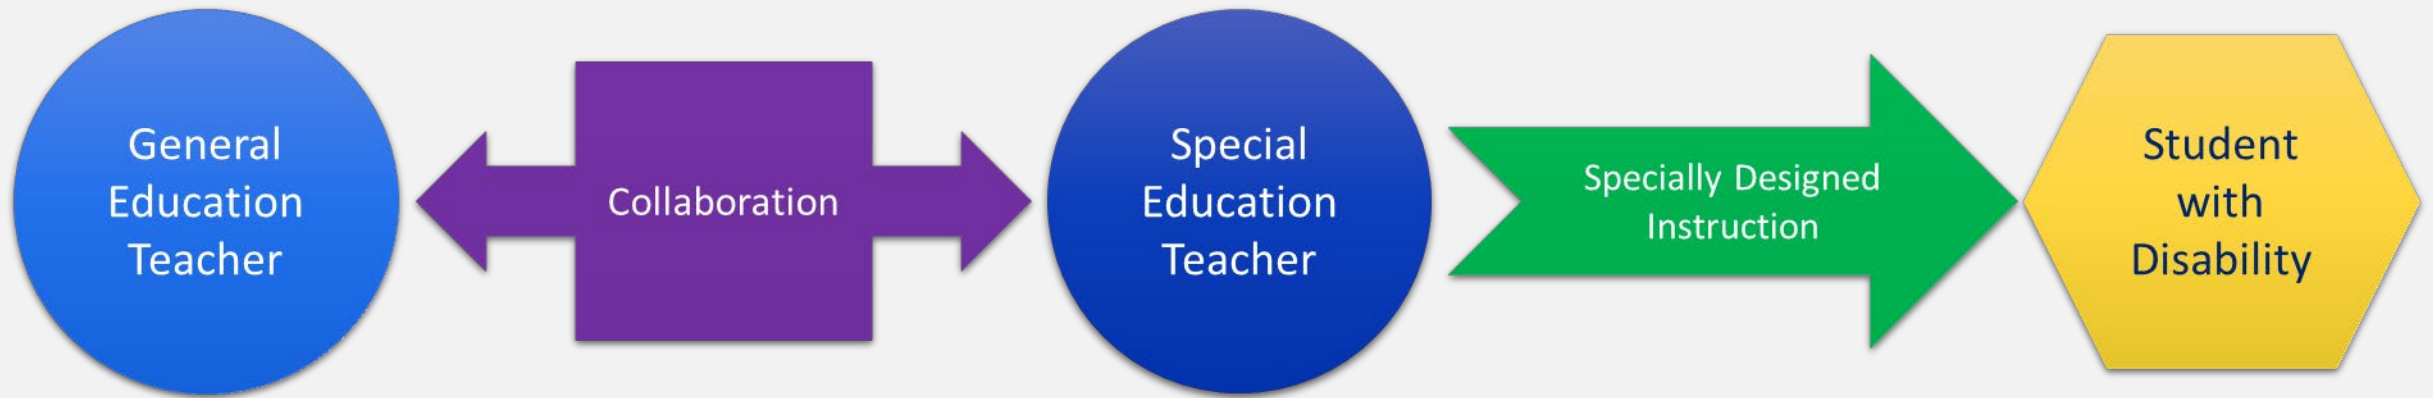 General
Education
Teacher
Collaboration
Special
Education
Teacher
Specially Designed
Instruction
Student
with
Disability